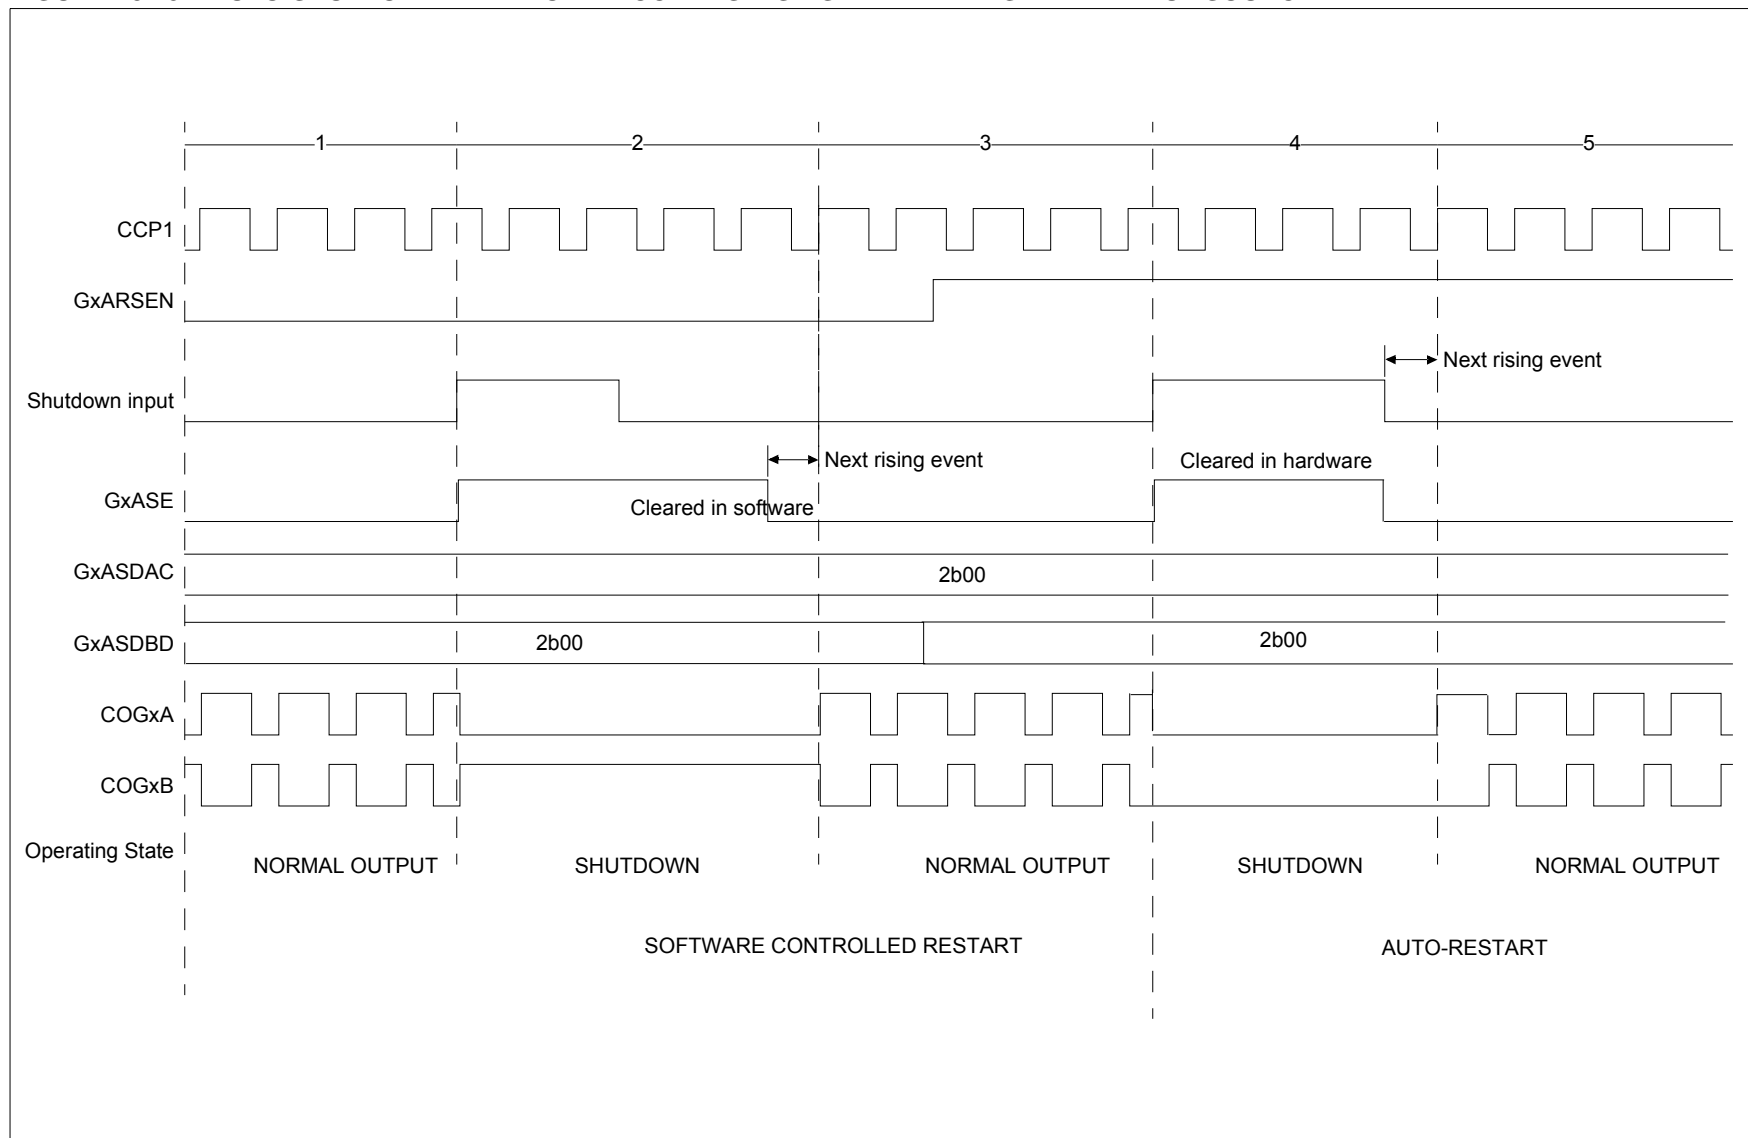 1 2 3 4 5
CCP1
GxARSEN
Next rising event
Shutdown input
Next rising event
Cleared in hardware
GxASE
Cleared in software
GxASDAC
2b00
GxASDBD
2b00
2b00
COGxA
COGxB
Operating State
NORMAL OUTPUT
SHUTDOWN
NORMAL OUTPUT
SHUTDOWN
NORMAL OUTPUT
SOFTWARE CONTROLLED RESTART
AUTO-RESTART